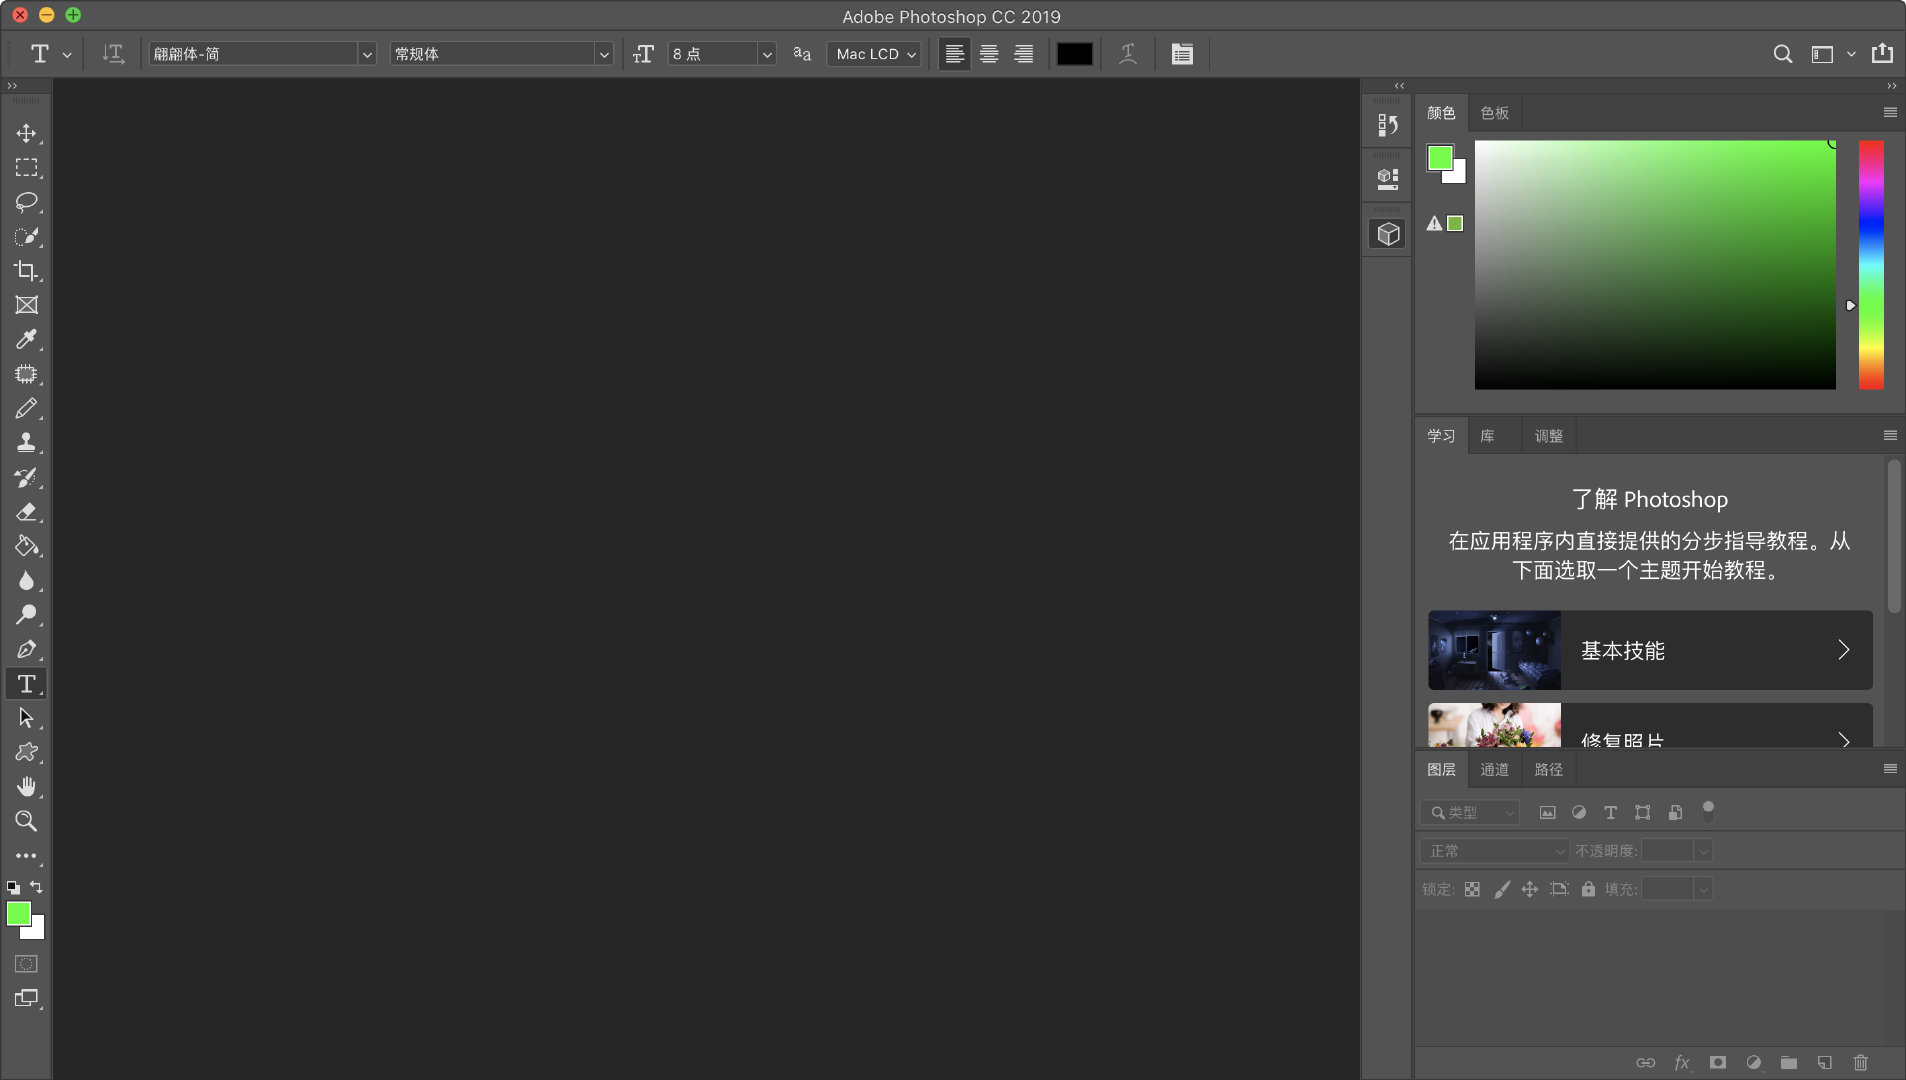 Adobe Photoshop CC 2019
翩翩体-简
常规体
8 点
Mac LCD
颜色
色板
学习
库
调整
了解 Photoshop
在应用程序内直接提供的分步指导教程。从
下面选取一个主题开始教程。
基本技能
修复照片
图层
通道
路径
类型
正常
不透明度:
锁定:
填充:
fx